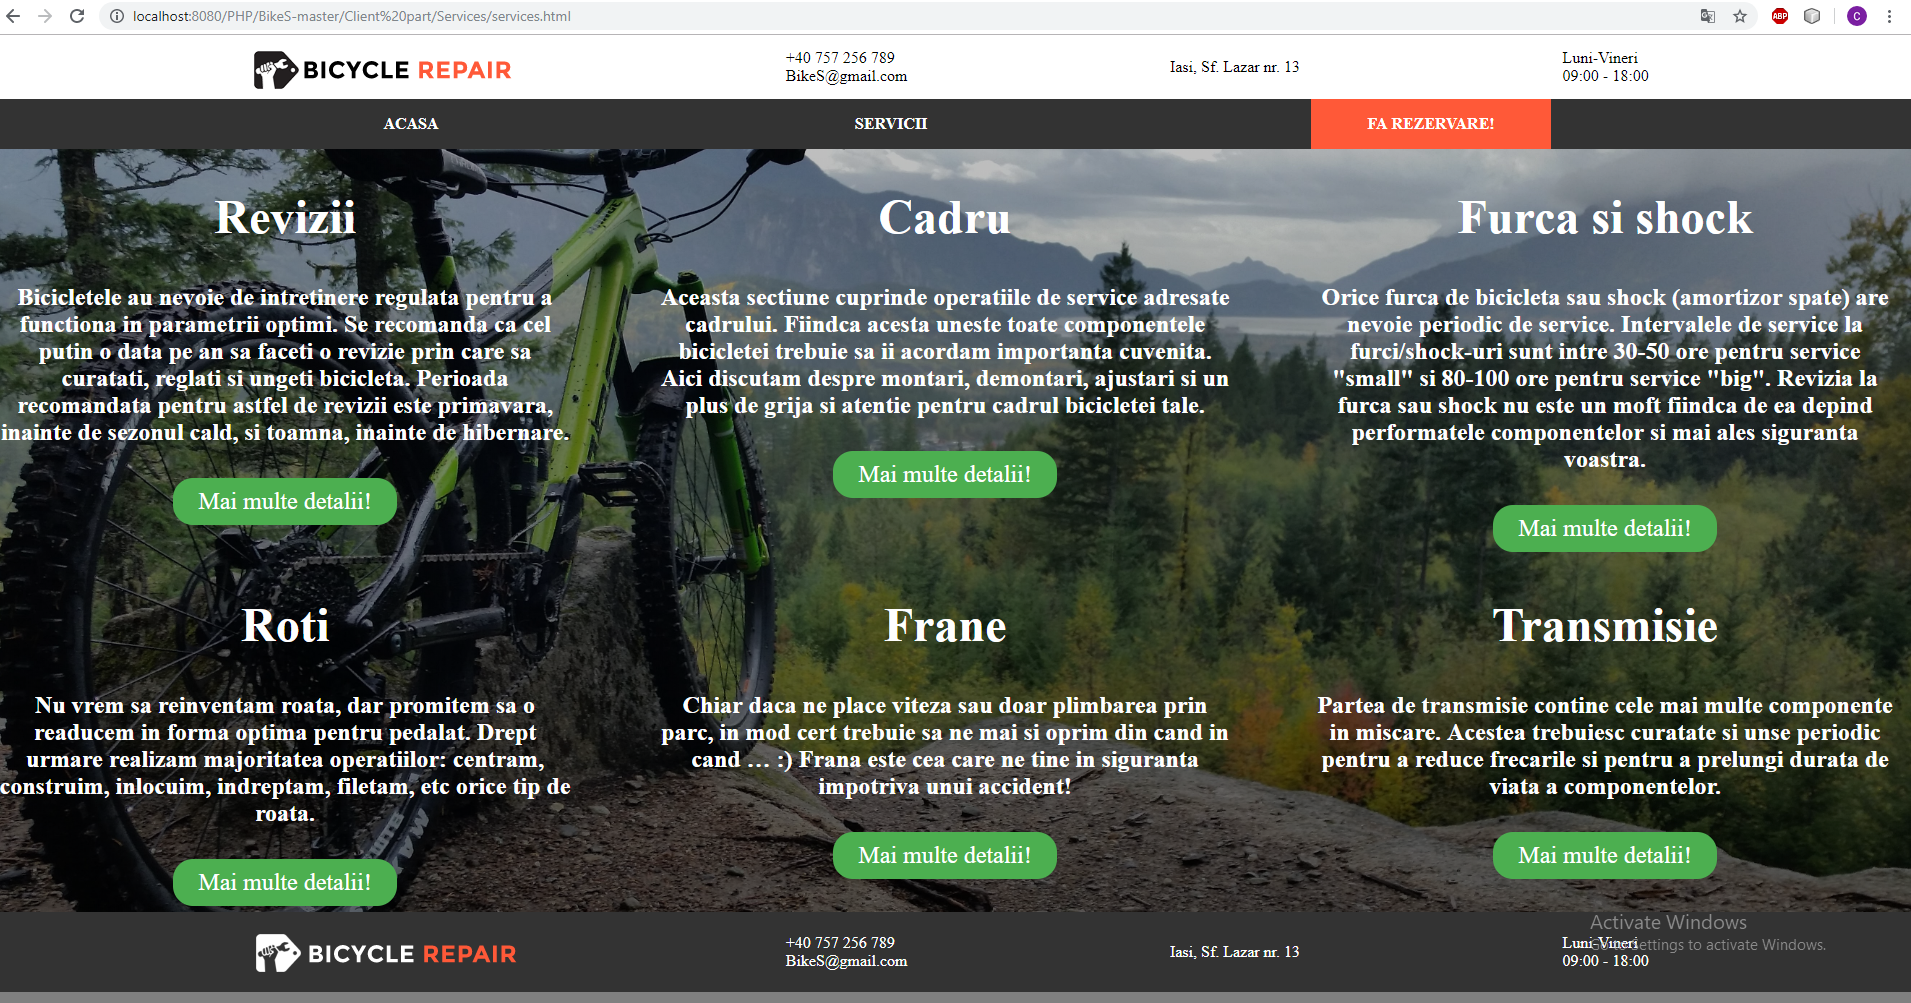 localhost:8080/PHP/BikeS-master/Client%20part/Services/services.html
ABP
C
BICYCLE REPAIR
+40 757 256 789
BikeS@gmail.com
Iasi, Sf. Lazar nr. 13
Luni-Vineri
09:00 - 18:00
ACASA
SERVICII
FA REZERVARE!
Revizii
Bicicletele au nevoie de intretinere regulata pentru a
functiona in parametrii optimi. Se recomanda ca cel
putin o data pe an sa faceti o revizie prin care sa
curatati, reglati si ungeti bicicleta. Perioada
recomandata pentru astfel de revizii este primavara,
inainte de sezonul cald, si toamna, inainte de hibernare.
Mai multe detalii!
Cadru
Aceasta sectiune cuprinde operatiile de service adresate
cadrului. Fiindca acesta uneste toate componentele
bicicletei trebuie sa ii acordam importanta cuvenita.
Aici discutam despre montari, demontari, ajustari si un
plus de grija si atentie pentru cadrul bicicletei tale.
Mai multe detalii!
Furca si shock
Orice furca de bicicleta sau shock (amortizor spate) are
nevoie periodic de service. Intervalele de service la
furci/shock-uri sunt intre 30-50 ore pentru service
"small" si 80-100 ore pentru service "big". Revizia la
furca sau shock nu este un moft fiindca de ea depind
performatele componentelor si mai ales siguranta
voastra.
Mai multe detalii!
Roti
Nu vrem sa reinventam roata, dar promitem sa o
readucem in forma optima pentru pedalat. Drept
urmare realizam majoritatea operatiilor: centram,
construim, inlocuim, indreptam, filetam, etc orice tip de
roata.
Mai multe detalii!
Frane
Chiar daca ne place viteza sau doar plimbarea prin
parc, in mod cert trebuie sa ne mai si oprim din cand in
cand … :) Frana este cea care ne tine in siguranta
impotriva unui accident!
Mai multe detalii!
Transmisie
Partea de transmisie contine cele mai multe componente
in miscare. Acestea trebuiesc curatate si unse periodic
pentru a reduce frecarile si pentru a prelungi durata de
viata a componentelor.
Mai multe detalii!
BICYCLE REPAIR
+40 757 256 789
BikeS@gmail.com
Iasi, Sf. Lazar nr. 13
Luni-Vineri
09:00 - 18:00
Activate Windows
Go to Settings to activate Windows.